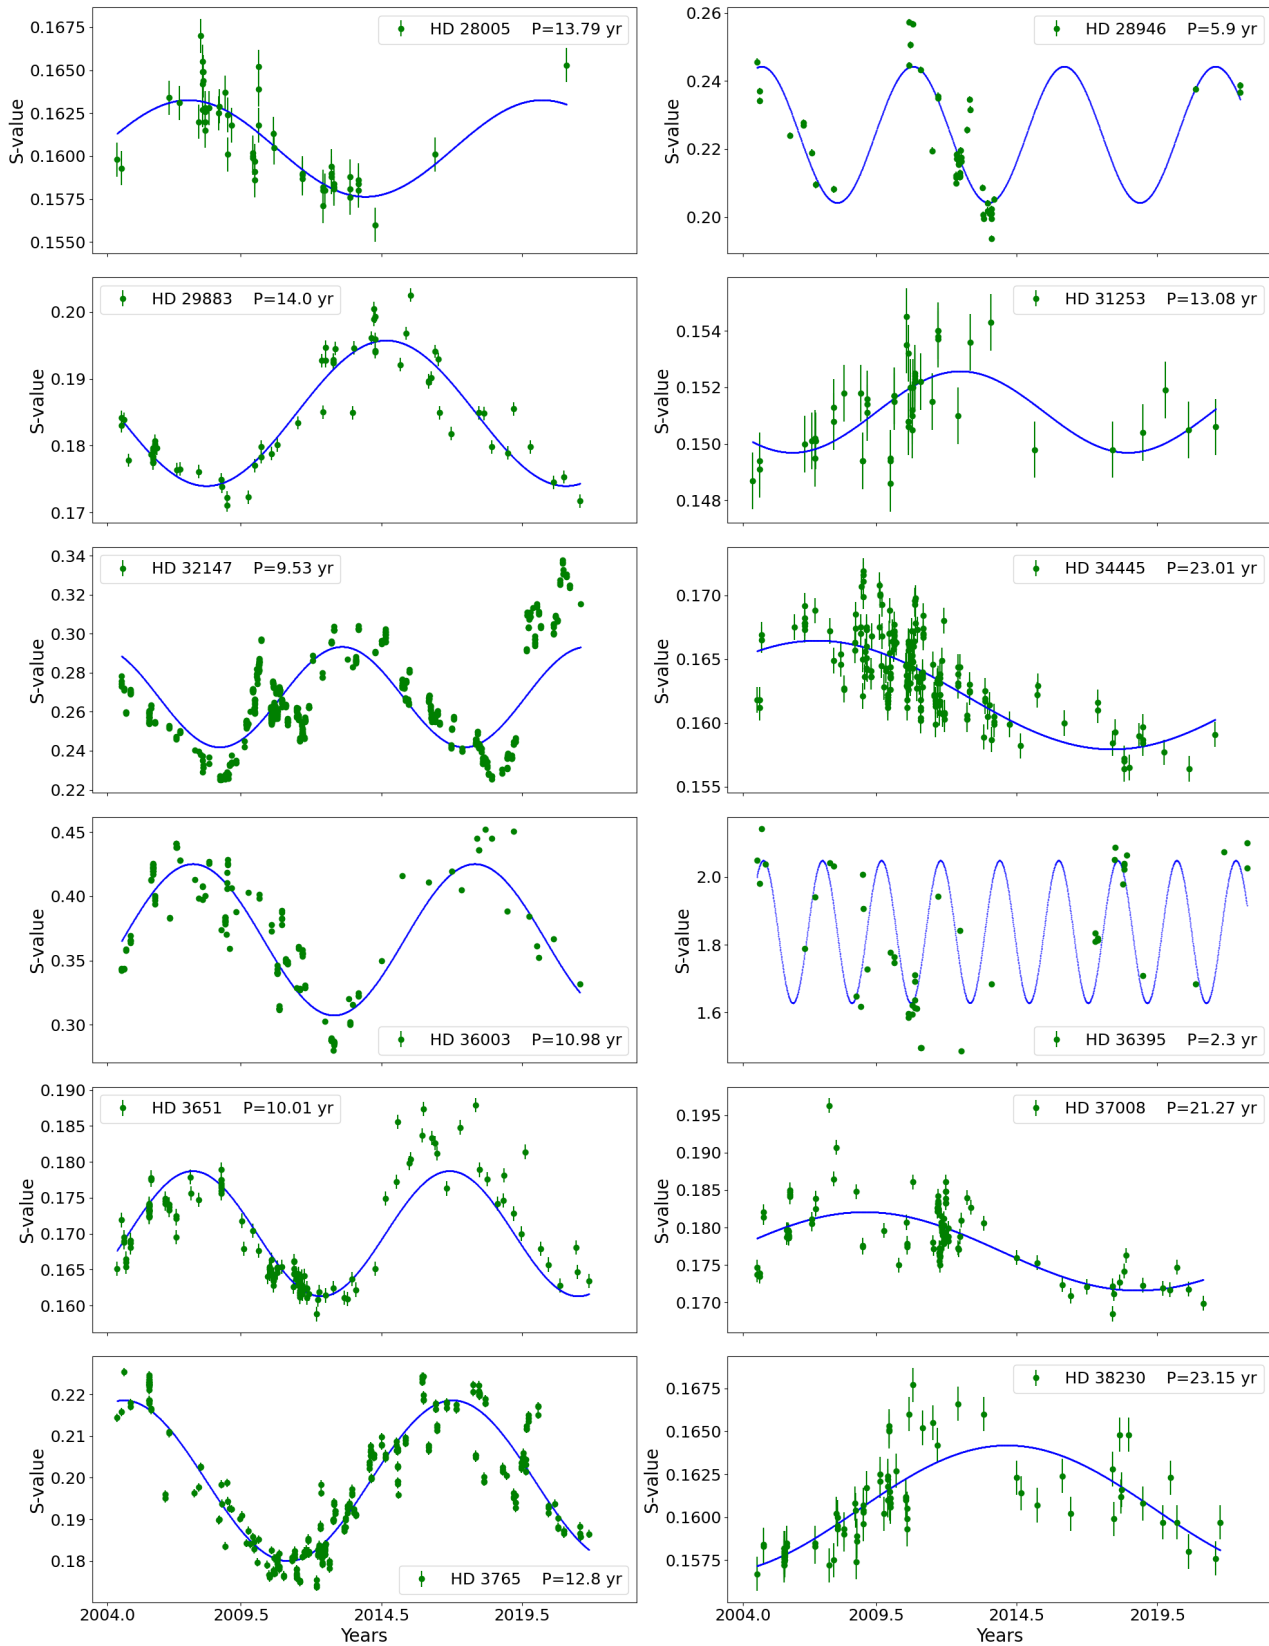 HD 28005 P=13.79 yr
S-value
0.1675
0.1650
0.1625
0.1600
0.1575
0.1550
HD 28946 P=5.9 yr
S-value
0.26
0.24
0.22
0.20
HD 29883 P=14.0 yr
S-value
0.20
0.19
0.18
0.17
HD 31253 P=13.08 yr
S-value
0.154
0.152
0.150
0.148
HD 32147 P=9.53 yr
S-value
0.34
0.32
0.30
0.28
0.26
0.24
0.22
HD 34445 P=23.01 yr
S-value
0.170
0.165
0.160
0.155
HD 36003 P=10.98 yr
S-value
0.45
0.40
0.35
0.30
HD 36395 P=2.3 yr
S-value
2.0
1.8
1.6
HD 3651 P=10.01 yr
S-value
0.190
0.185
0.180
0.175
0.170
0.165
0.160
HD 37008 P=21.27 yr
S-value
0.195
0.190
0.185
0.180
0.175
0.170
HD 3765 P=12.8 yr
S-value
0.22
0.21
0.20
0.19
0.18
2004.0 2009.5 2014.5 2019.5
Years
HD 38230 P=23.15 yr
S-value
0.1675
0.1650
0.1625
0.1600
0.1575
2004.0 2009.5 2014.5 2019.5
Years